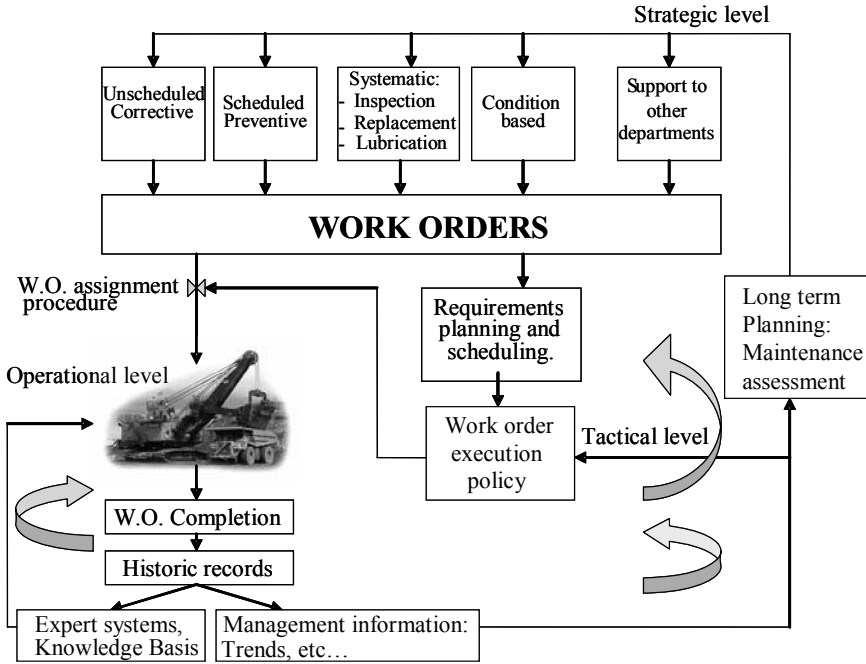 Strategic level
Unscheduled
Corrective
Scheduled
Preventive
Systematic:
- Inspection
- Replacement
- Lubrication
Condition
based
Support to
other
departments
WORK ORDERS
W.O. assignment
procedure
Requirements
planning and
scheduling.
Long term
Planning:
Maintenance
assessment
Operational level
Work order
execution
policy
Tactical level
W.O. Completion
Historic records
Expert systems,
Knowledge Basis
Management information:
Trends, etc…